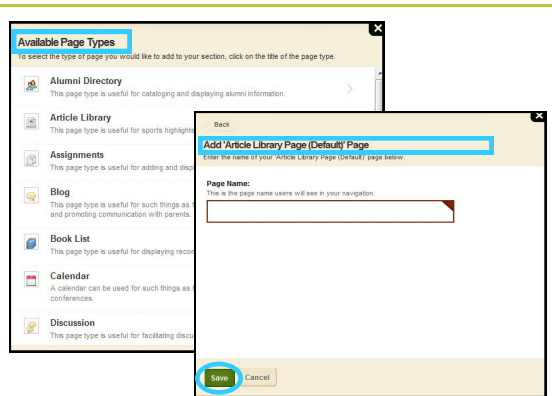 Available Page Types
To select the type of page you would like to add to your section, click on the title of the page type.
Alumni Directory
This page type is useful for cataloging and displaying alumni information.
Article Library
This page type is useful for sports highlights
Assignments
This page type is useful for adding and disp
Blog
This page type is useful for such things as
and promoting communication with parents.
Book List
This page type is useful for displaying recon
Calendar
A calendar can be used for such things as
conferences.
Discussion
This page type is useful for facilitating discu
Back
Add 'Article Library Page (Default)' Page
Enter the name of your 'Article Library Page (Default)' page below.
Page Name:
This is the page name users will see in your navigation.
Save
Cancel